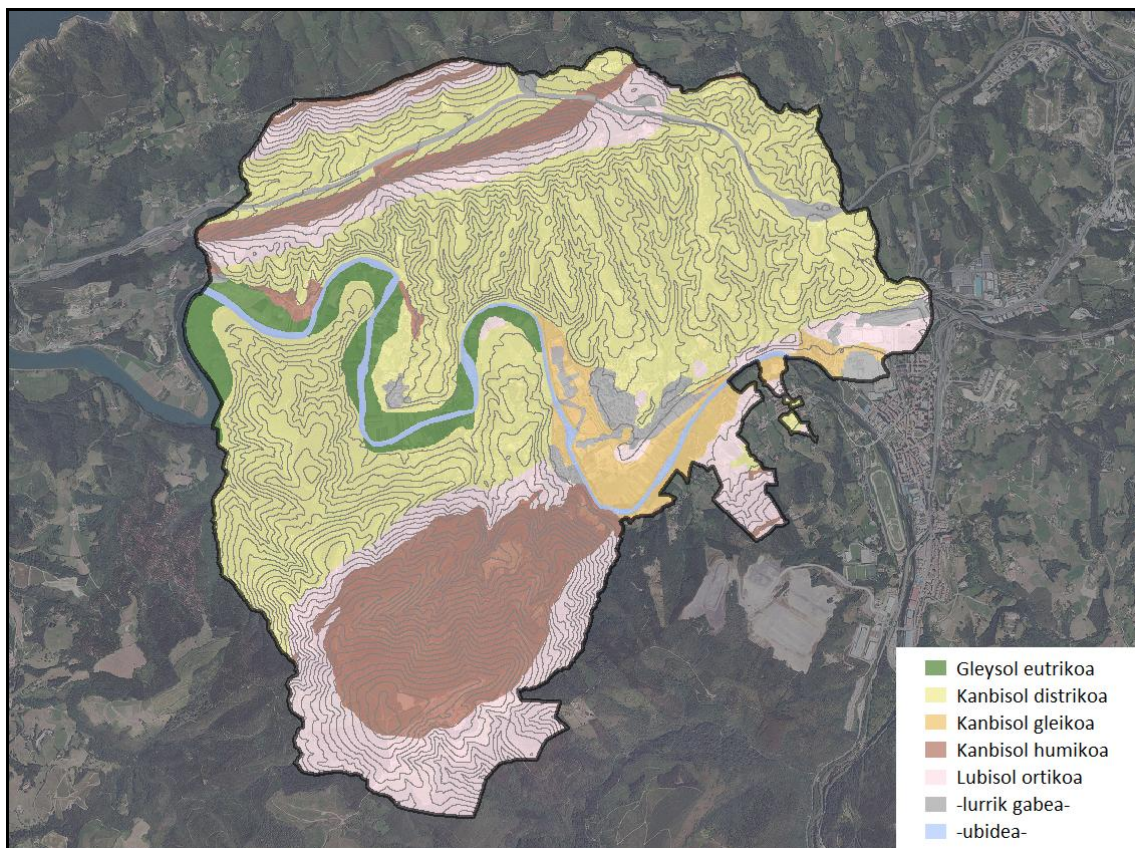 Gleysol eutrikoa
Kanbisol distrikoa
Kanbisol gleikoa
Kanbisol humikoa
Lubisol ortikoa
-lurrik gabea-
-ubidea-